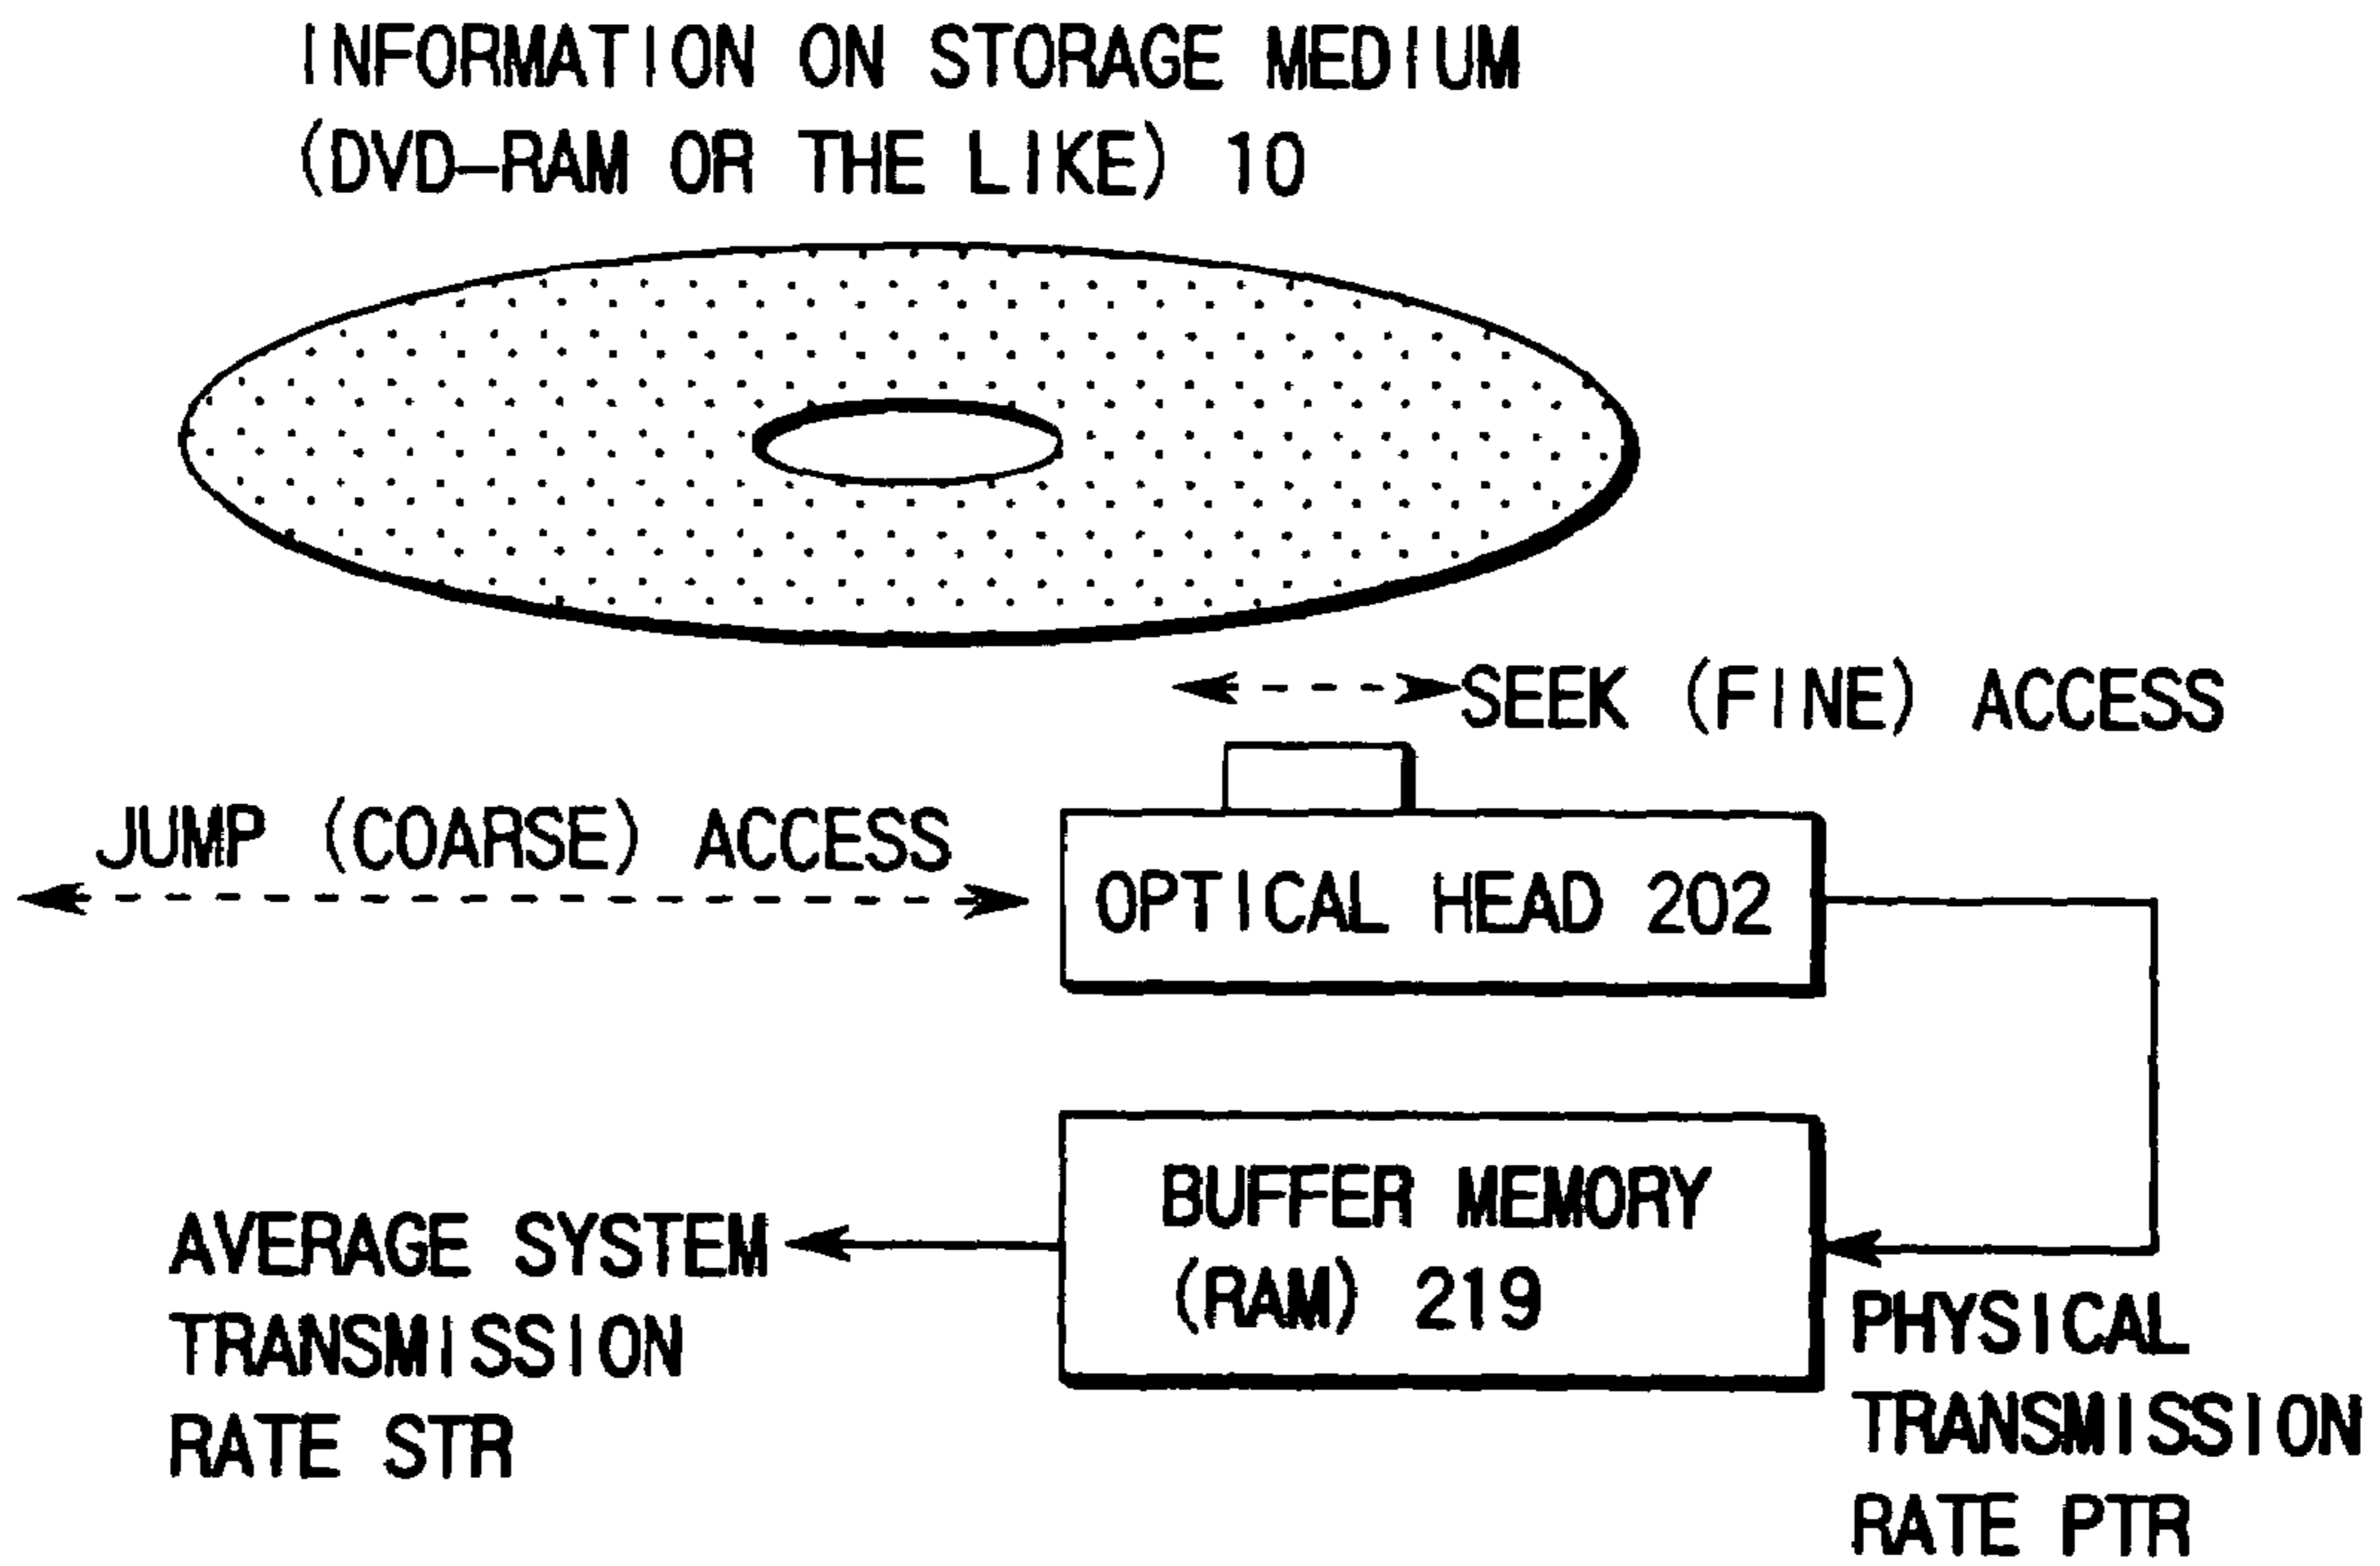 INFORMATION ON STORAGE MEDIUM
(DVD-RAM OR THE LIKE) 10
SEEK (FINE) ACCESS
JUMP (COARSE) ACCESS
OPTICAL HEAD 202
BUFFER MEMORY
(RAM) 219
AVERAGE SYSTEM
TRANSMISSION
RATE STR
PHYSICAL
TRANSMISSION
RATE PTR